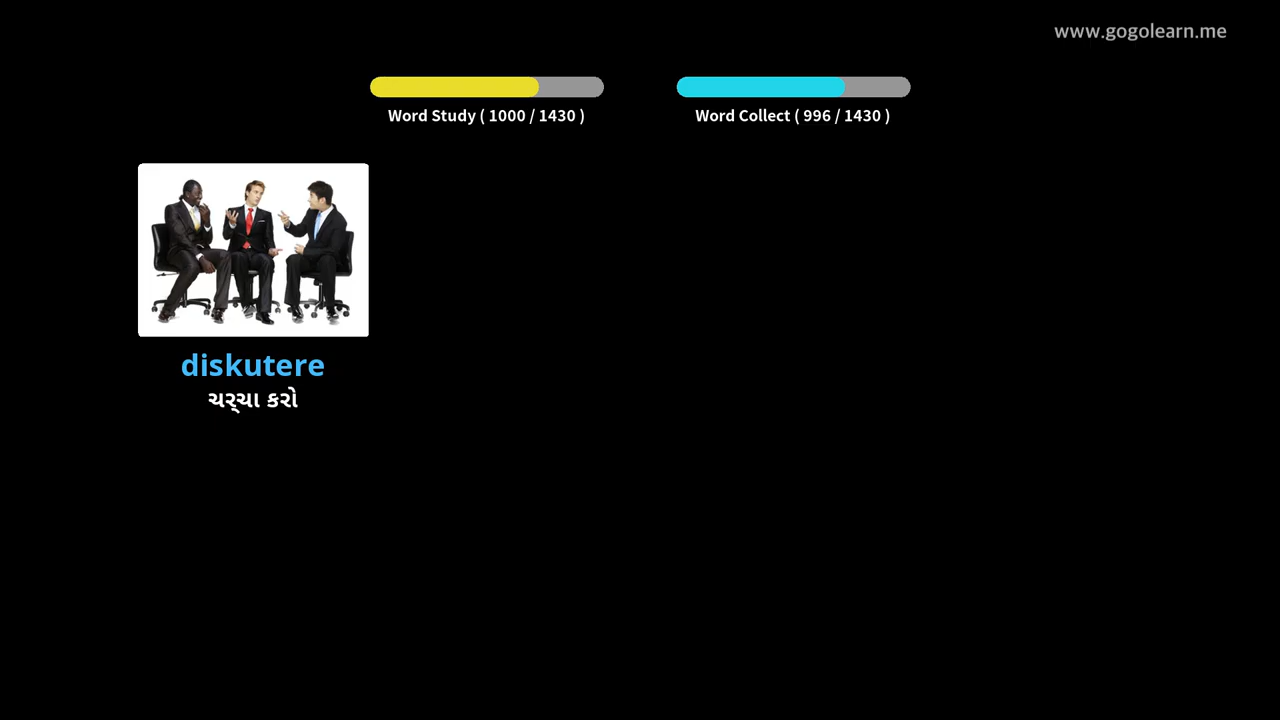 www.gogolearn.me
Word Study ( 1000 / 1430 )
Word Collect ( 996 / 1430 )
diskutere
ચર્ચા કરો